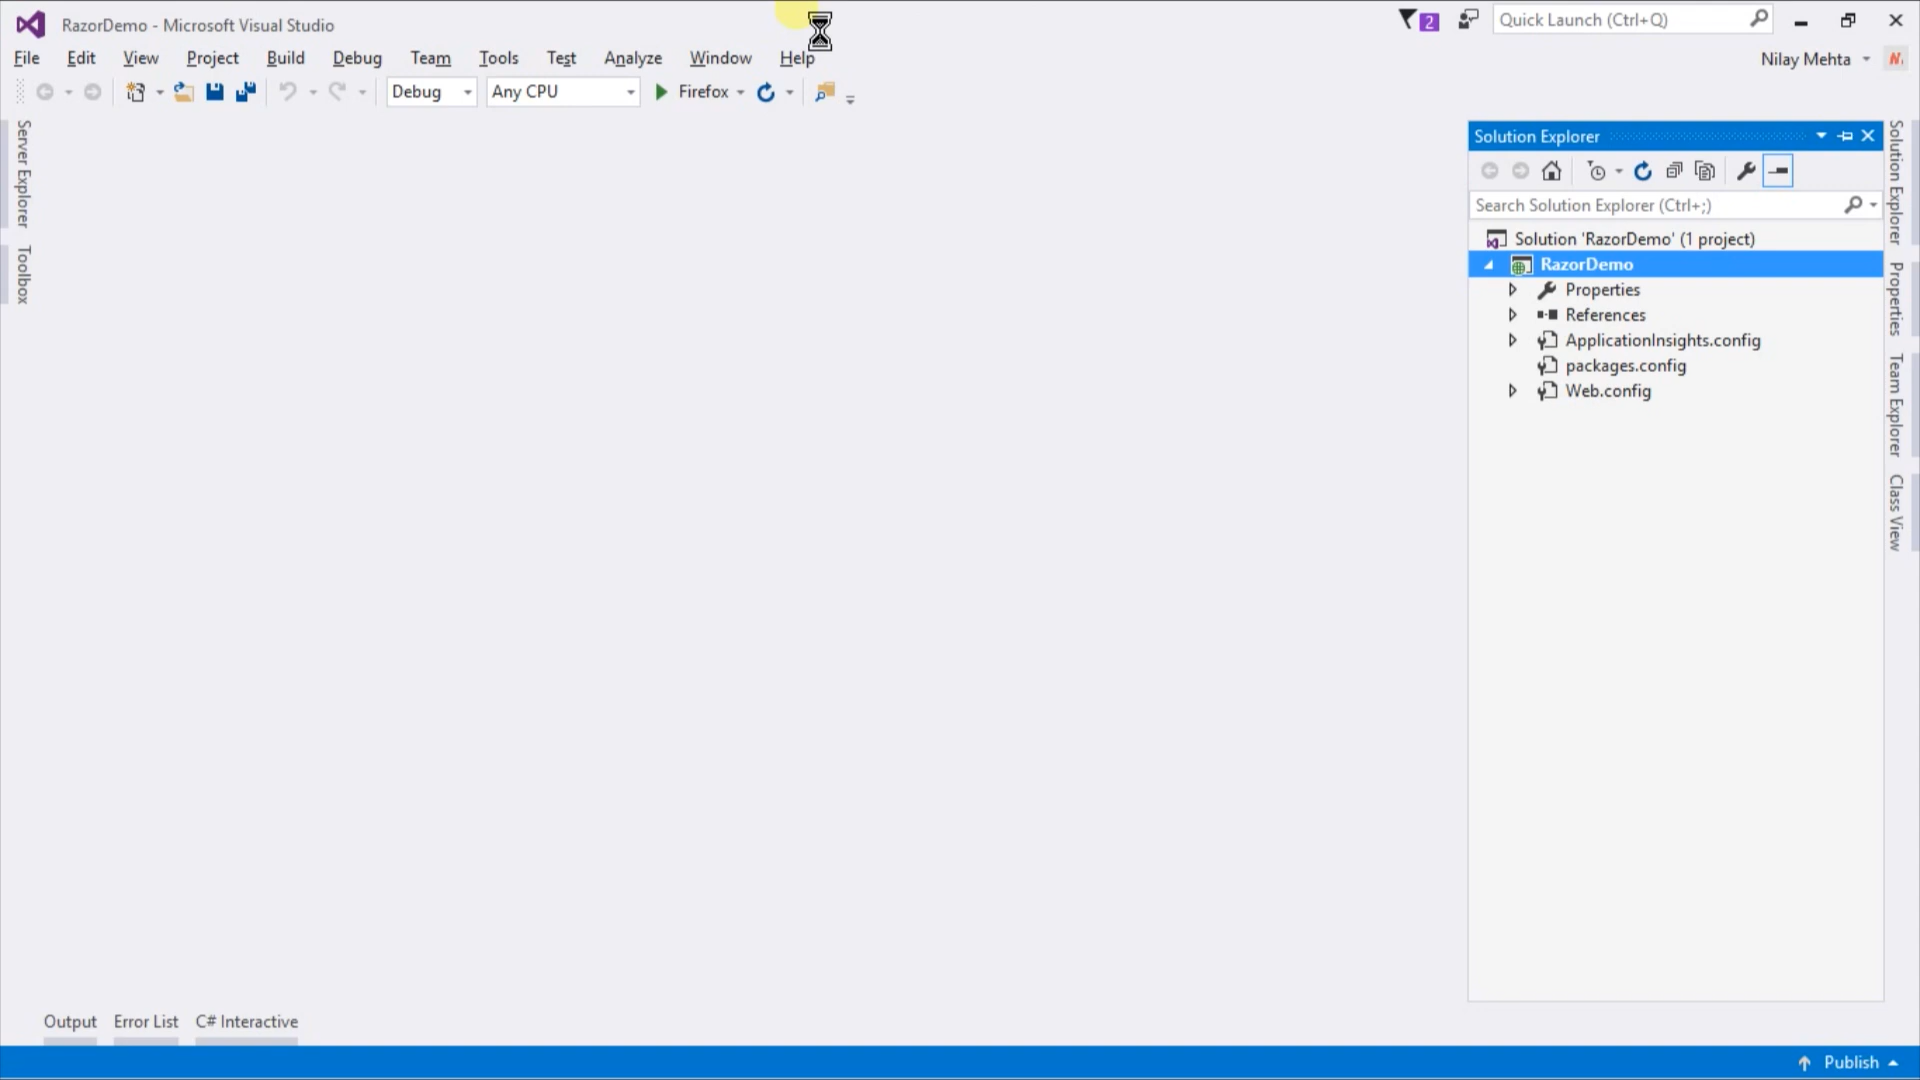 RazorDemo - Microsoft Visual Studio
2
Quick Launch (Ctrl+Q)
File Edit View Project Build Debug Team Tools Test Analyze Window Help
Nilay Mehta
N
Debug Any CPU Firefox
Server Explorer
Toolbox
Solution Explorer
Search Solution Explorer (Ctrl+;)
Solution 'RazorDemo' (1 project)
RazorDemo
Properties
References
ApplicationInsights.config
packages.config
Web.config
Solution Explorer
Properties
Team Explorer
Class View
Output Error List C# Interactive
Publish